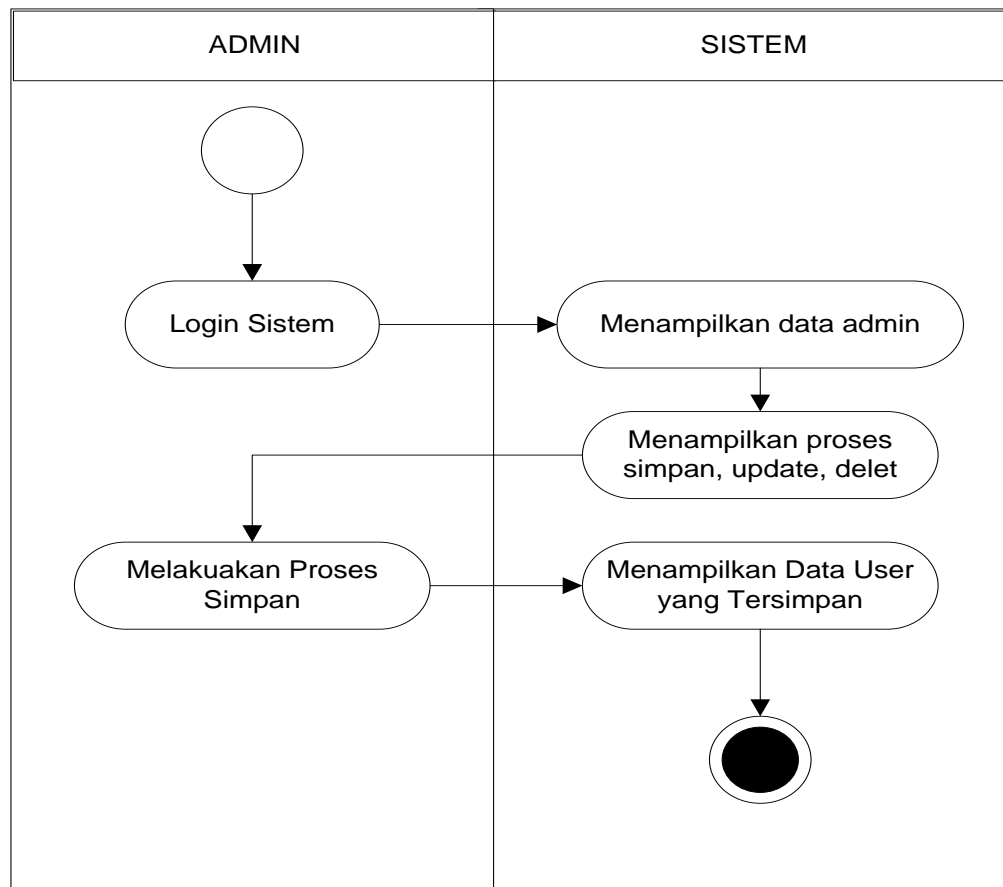 ADMIN
SISTEM
Login Sistem
Menampilkan data admin
Menampilkan proses
simpan, update, delet
Melakuakan Proses
Simpan
Menampilkan Data User
yang Tersimpan